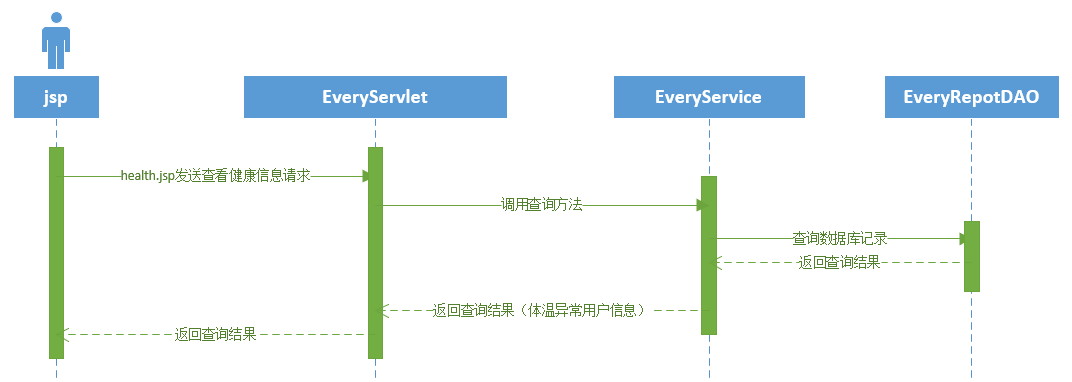 jsp
EveryServlet
EveryService
EveryRepotDAO
health.jsp发送查看健康信息请求
调用查询方法
查询数据库记录
返回查询结果
返回查询结果（体温异常用户信息）
返回查询结果